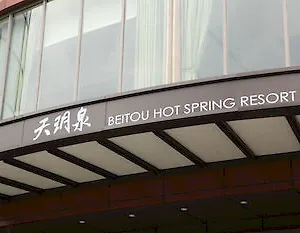 天玥泉 BEITOU HOT SPRING RESORT